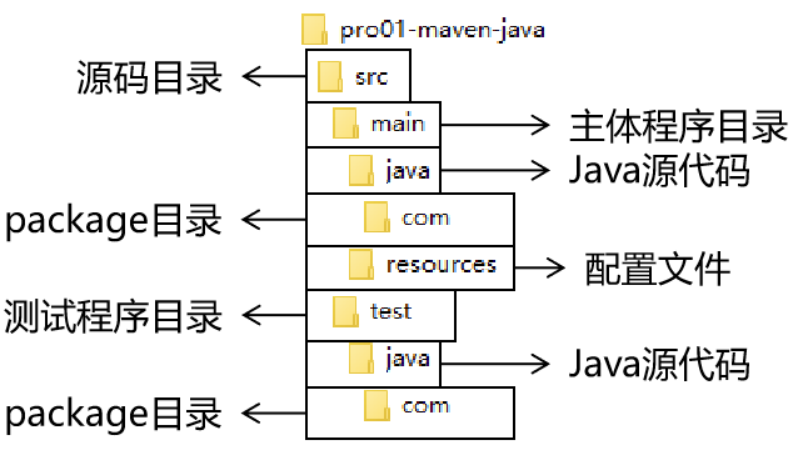 pro01-maven-java
源码目录
src
main
主体程序目录
java
Java源代码
package目录
com
resources
配置文件
测试程序目录
test
java
Java源代码
package目录
com